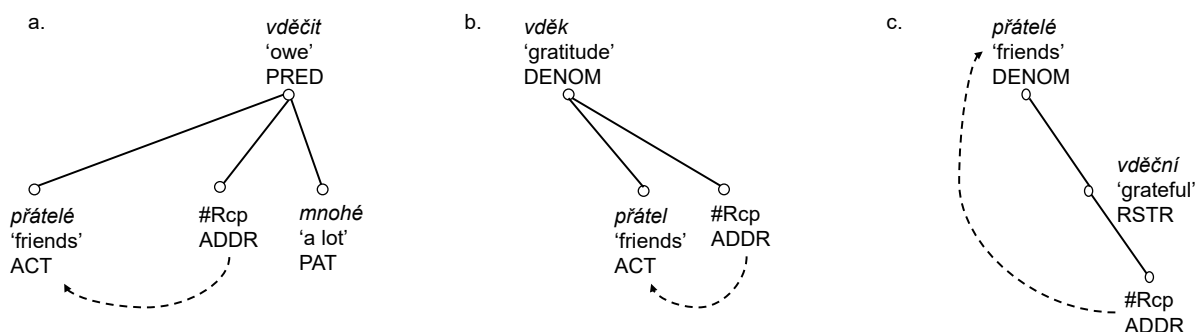 a.
vděčit
'owe'
PRED
přátelé
'friends'
ACT
#Rcp
ADDR
mnohé
'a lot'
PAT
b.
vděk
'gratitude'
DENOM
přátel
'friends'
ACT
#Rcp
ADDR
c.
přátelé
'friends'
DENOM
vděční
'grateful'
RSTR
#Rcp
ADDR